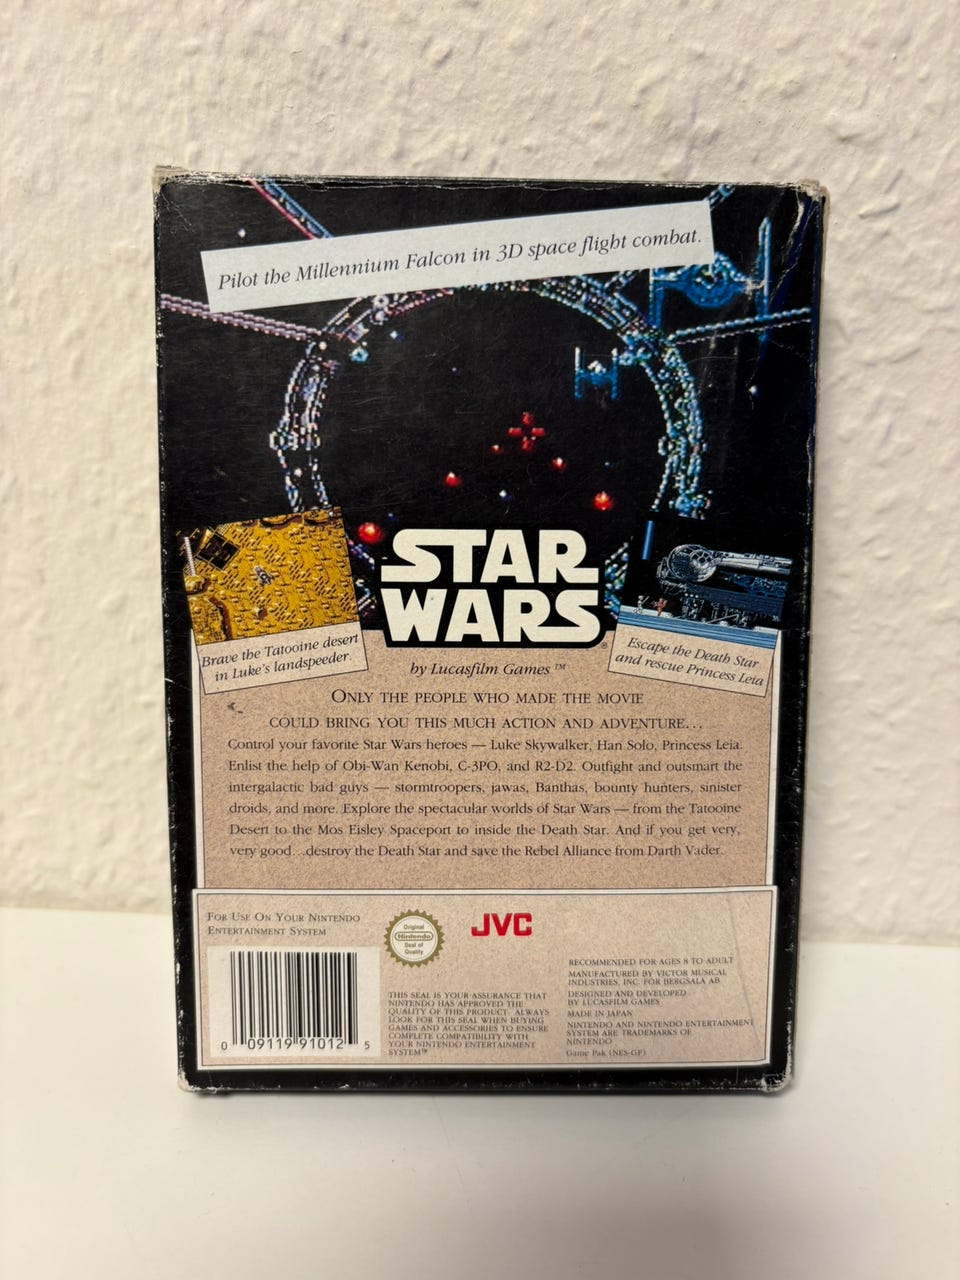 Pilot the Millennium Falcon in 3D space flight combat.
STAR
WARS®
Brave the Tatooine desert
in Luke's landspeeder.
Escape the Death Star
and rescue Princess Leia
by Lucasfilm Games™
ONLY THE PEOPLE WHO MADE THE MOVIE
COULD BRING YOU THIS MUCH ACTION AND ADVENTURE...
Control your favorite Star Wars heroes — Luke Skywalker, Han Solo, Princess Leia.
Enlist the help of Obi-Wan Kenobi, C-3PO, and R2-D2. Outfight and outsmart the
intergalactic bad guys — stormtroopers, jawas, Banthas, bounty hunters, sinister
droids, and more. Explore the spectacular worlds of Star Wars — from the Tatooine
Desert to the Mos Eisley Spaceport to inside the Death Star. And if you get very,
very good...destroy the Death Star and save the Rebel Alliance from Darth Vader.
FOR USE ON YOUR NINTENDO
ENTERTAINMENT SYSTEM
0 09119 91012 5
Original
Nintendo
Seal of
Quality
THIS SEAL IS YOUR ASSURANCE THAT
NINTENDO HAS APPROVED THE
QUALITY OF THIS PRODUCT. ALWAYS
LOOK FOR THIS SEAL WHEN BUYING
GAMES AND ACCESSORIES TO ENSURE
COMPLETE COMPATIBILITY WITH
YOUR NINTENDO ENTERTAINMENT
SYSTEM™
JVC
RECOMMENDED FOR AGES 8 TO ADULT
MANUFACTURED BY VICTOR MUSICAL
INDUSTRIES, INC. FOR BERGSALA AB
DESIGNED AND DEVELOPED
BY LUCASFILM GAMES
MADE IN JAPAN
NINTENDO AND NINTENDO ENTERTAINMENT
SYSTEM ARE TRADEMARKS OF
NINTENDO
Game Pak (NES-GP)